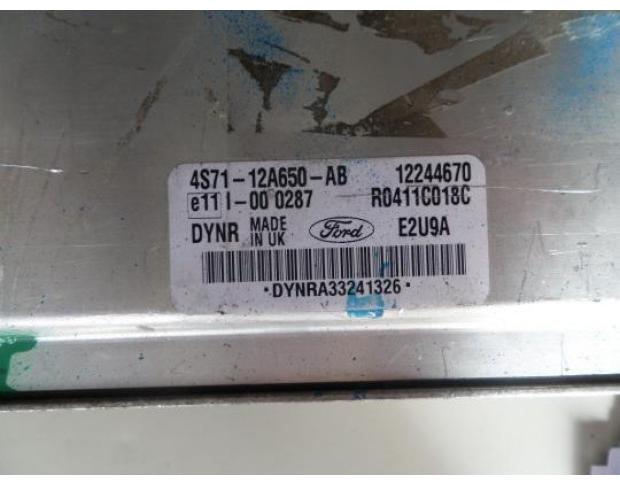 4S71-12A650-AB 12244670
e11 I-00 0287 R0411C018C
DYNR MADE IN UK Ford E2U9A
*DYNRA33241326*